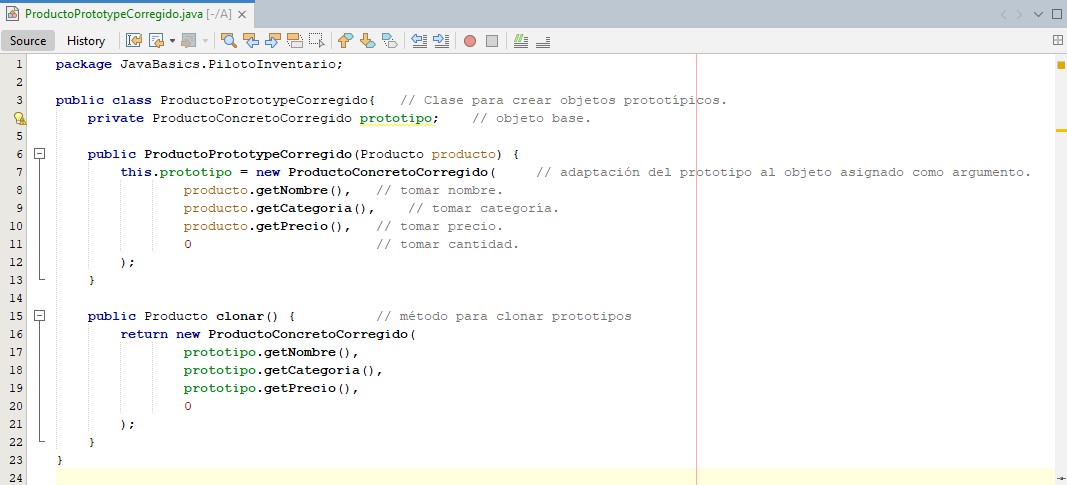 ProductoPrototypeCorregido.java [-/A]
Source History
1 package JavaBasics.PilotoInventario;
2
3 public class ProductoPrototypeCorregido{   // Clase para crear objetos prototípicos.
    private ProductoConcretoCorregido prototipo;    // objeto base.
5
6     public ProductoPrototypeCorregido(Producto producto) {
7         this.prototipo = new ProductoConcretoCorregido(     // adaptación del prototipo al objeto asignado como argumento.
8                 producto.getNombre(),   // tomar nombre.
9                 producto.getCategoria(),    // tomar categoría.
10                 producto.getPrecio(),   // tomar precio.
11                 0                       // tomar cantidad.
12         );
13     }
14
15     public Producto clonar() {          // método para clonar prototipos
16         return new ProductoConcretoCorregido(
17                 prototipo.getNombre(),
18                 prototipo.getCategoria(),
19                 prototipo.getPrecio(),
20                 0
21         );
22     }
23 }
24